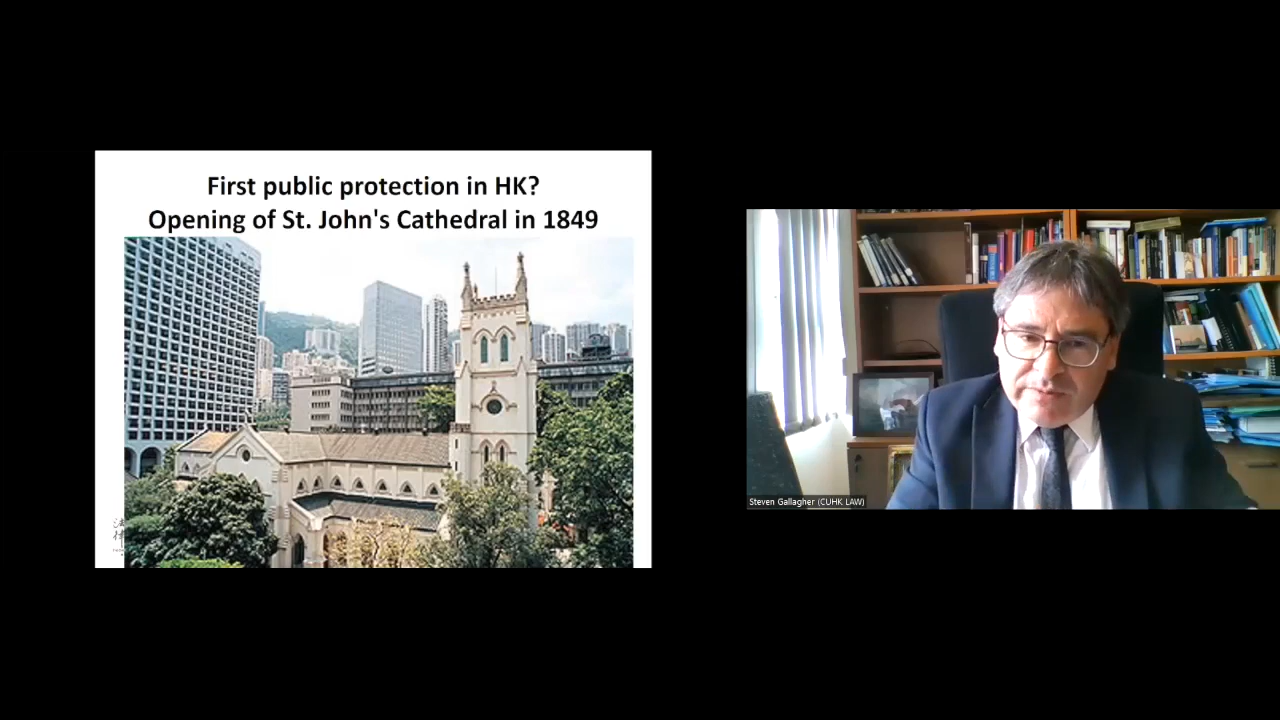 First public protection in HK?
Opening of St. John's Cathedral in 1849
Steven Gallagher (CUHK LAW)